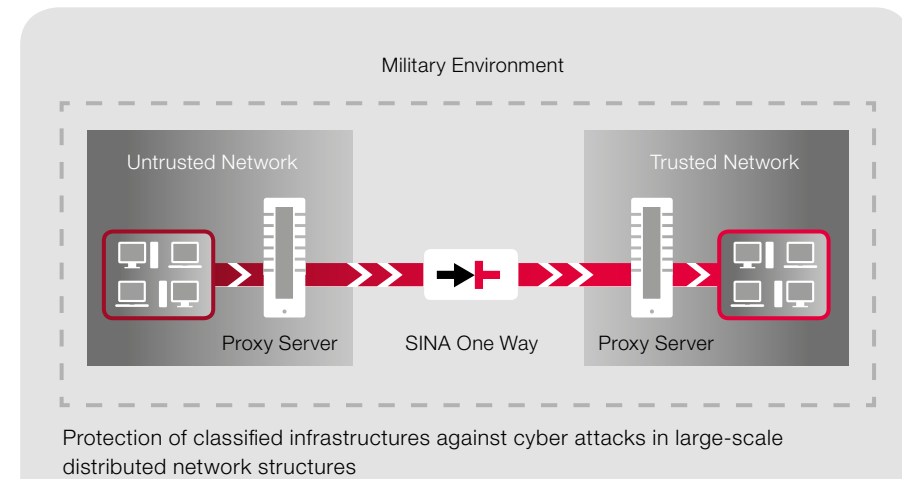 Military Environment
Untrusted Network
Trusted Network
Proxy Server
SINA One Way
Proxy Server
Protection of classified infrastructures against cyber attacks in large-scale
distributed network structures